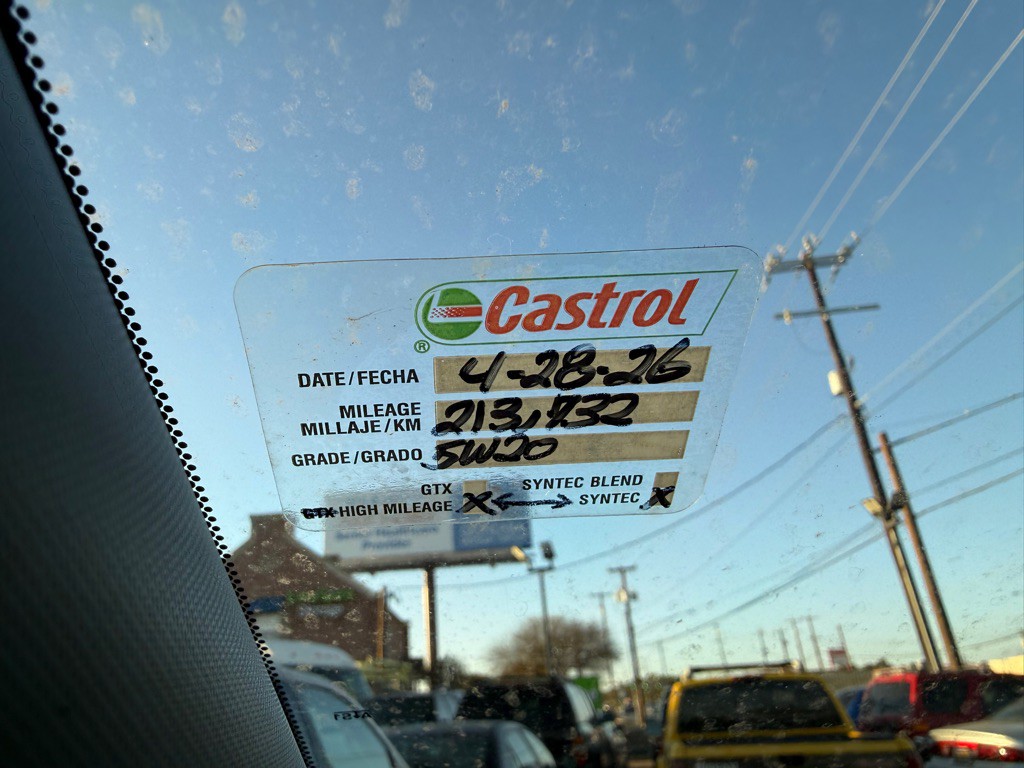 Castrol
®
DATE/FECHA 4-28-26
MILEAGE
MILLAJE/KM 213,732
GRADE/GRADO 5W20
GTX SYNTEC BLEND
GTX HIGH MILEAGE X <-> SYNTEC X